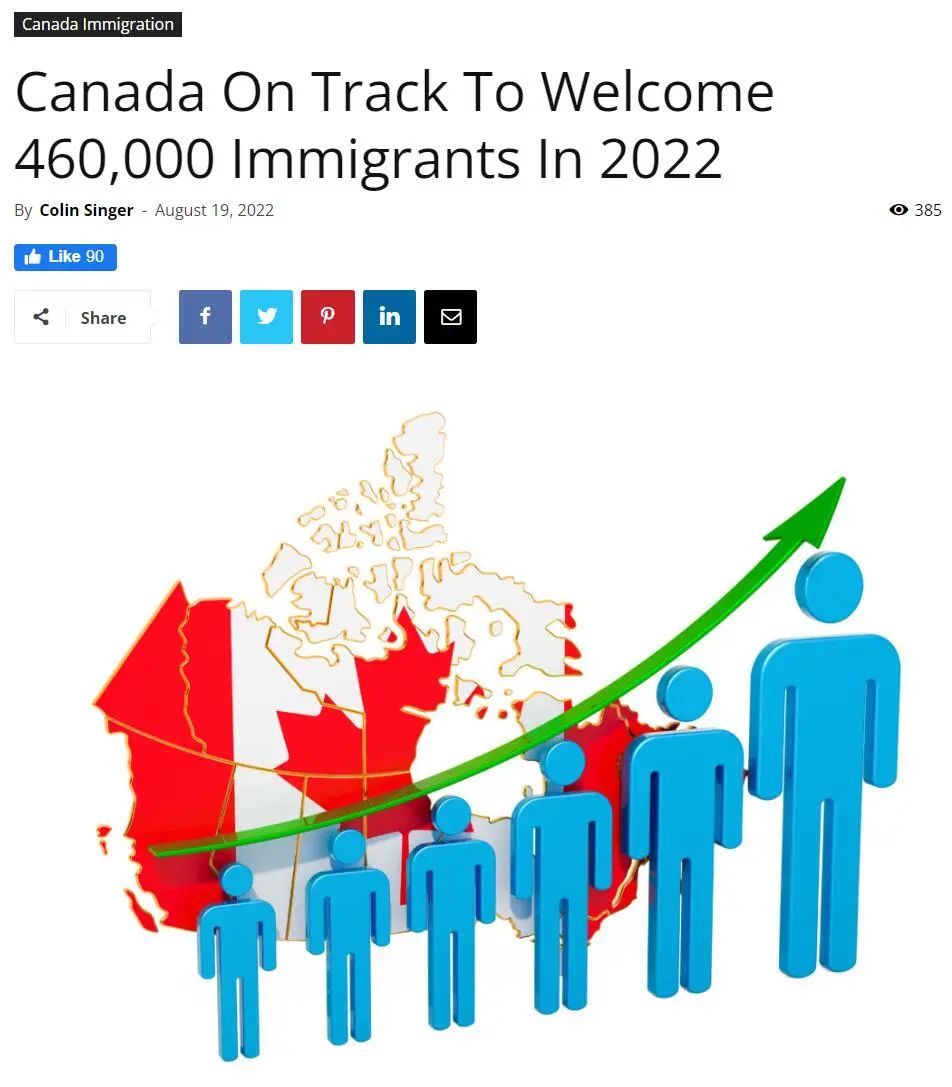 Canada Immigration
Canada On Track To Welcome
460,000 Immigrants In 2022
By Colin Singer - August 19, 2022 385
Like 90
Share